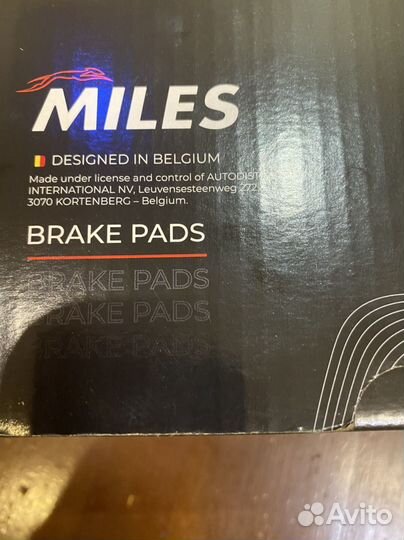 MILES
DESIGNED IN BELGIUM
Made under license and control of
INTERNATIONAL NV, Leuvensesteenweg 272
3070 KORTENBERG – Belgium.
BRAKE PADS
BRAKE PADS
BRAKE PADS
BRAKE PADS
Avito